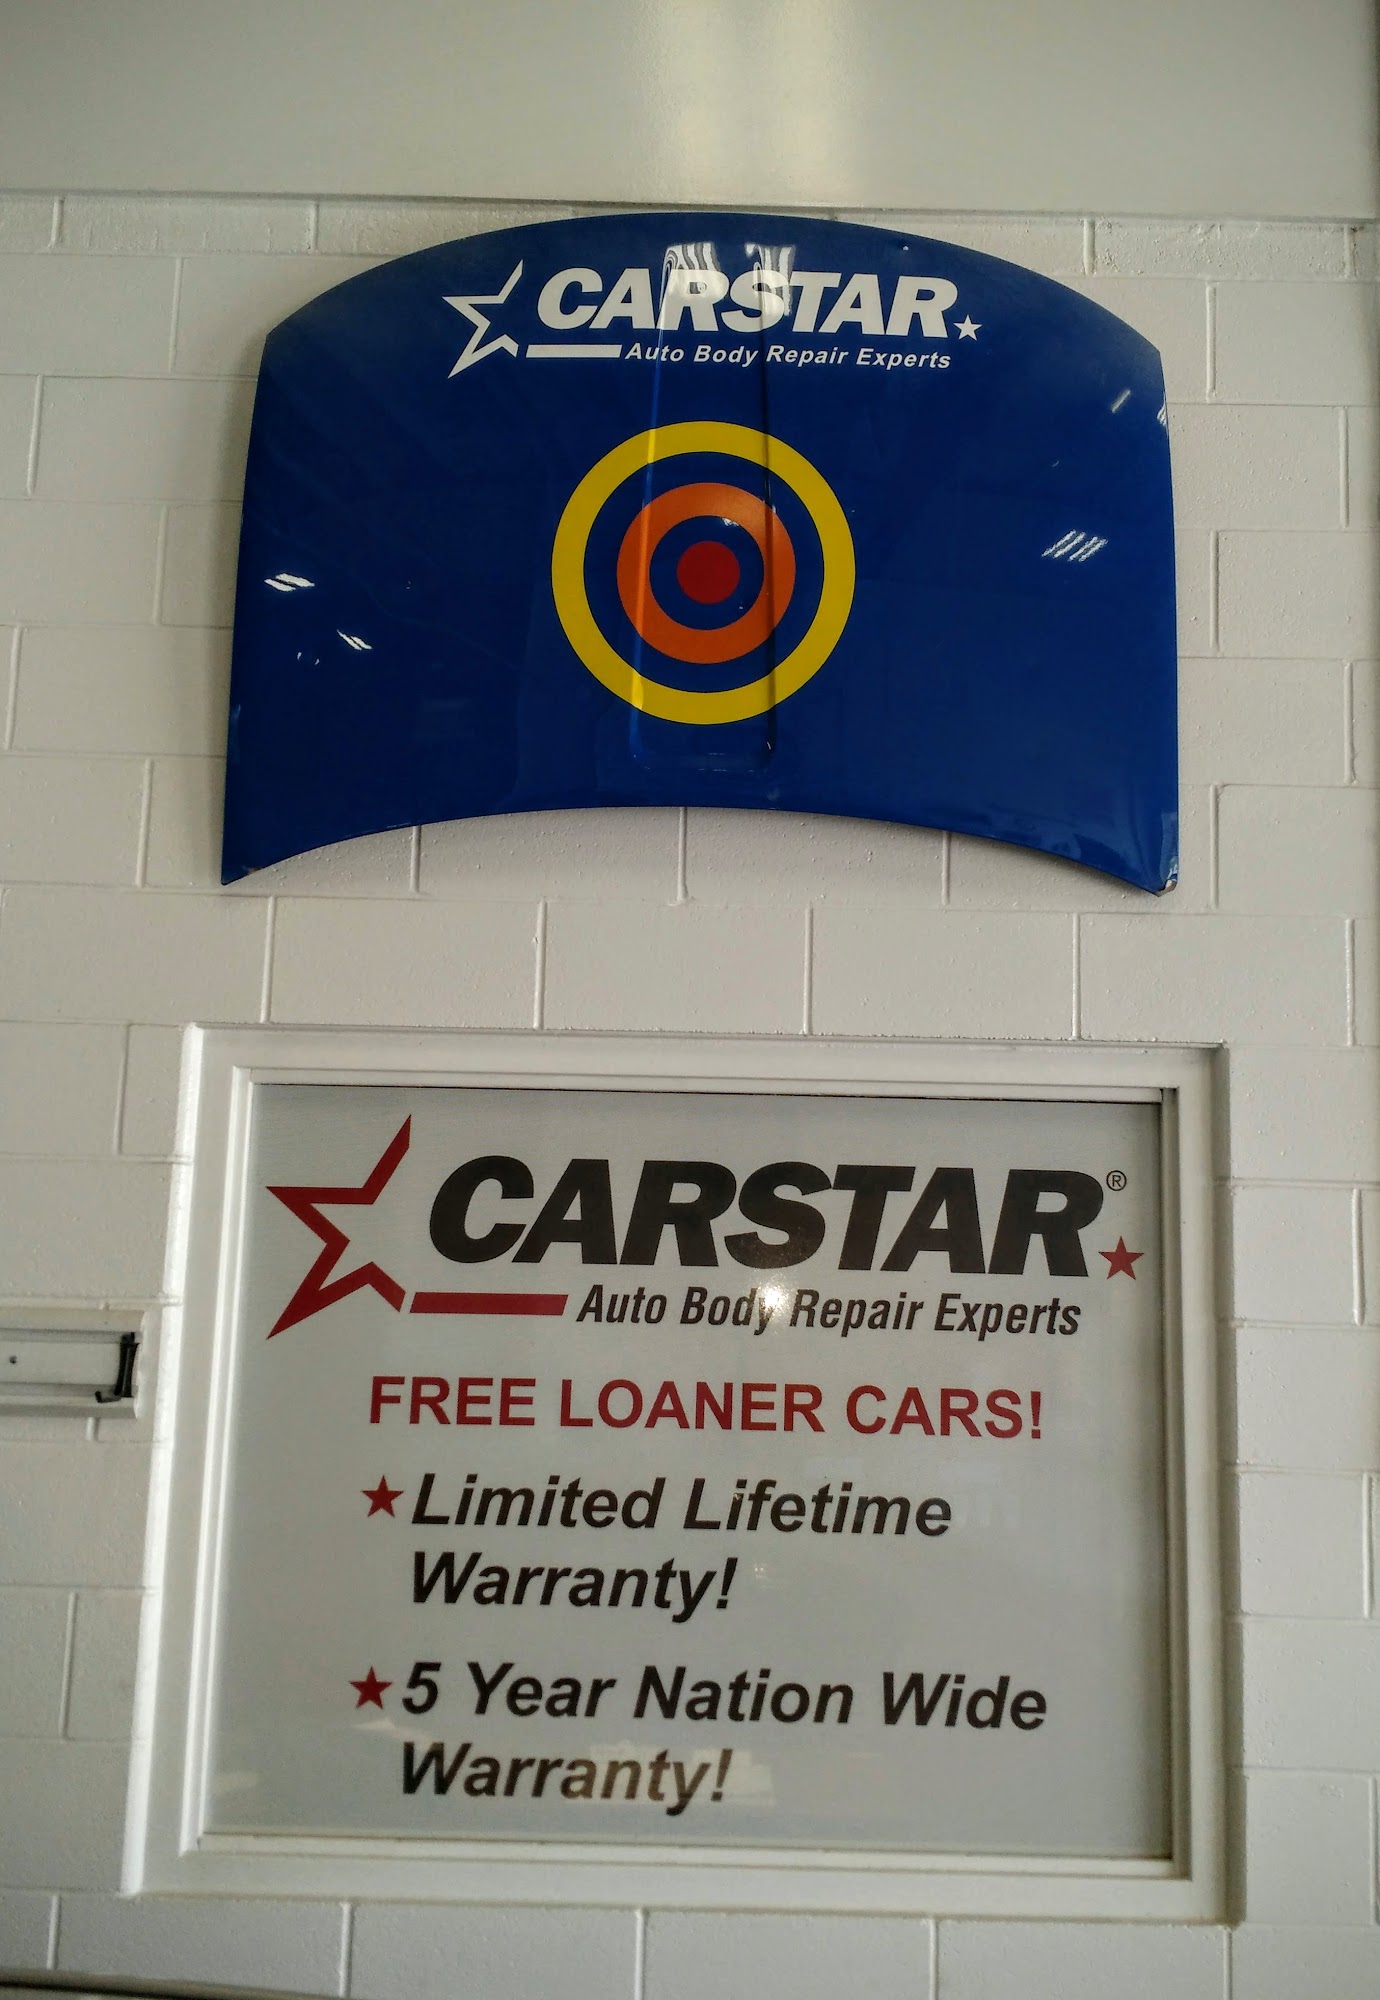 CARSTAR
Auto Body Repair Experts
CARSTAR®
Auto Body Repair Experts
FREE LOANER CARS!
Limited Lifetime
Warranty!
5 Year Nation Wide
Warranty!